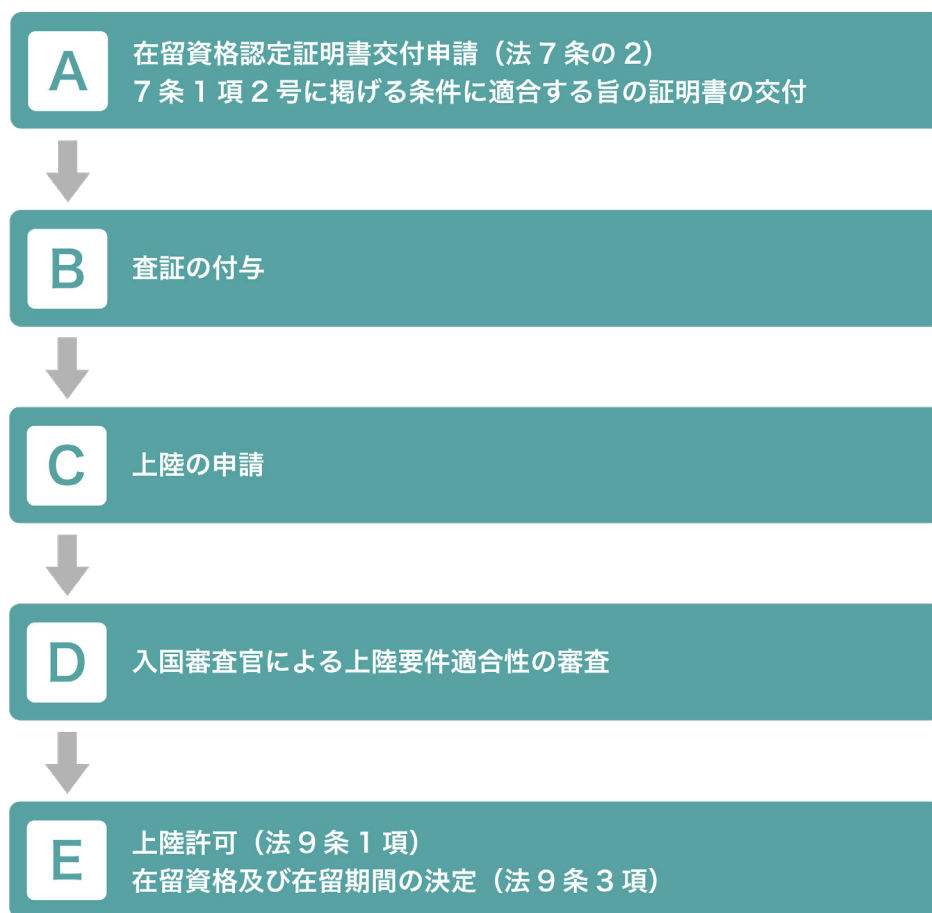 A
在留資格認定証明書交付申請（法７条の２）
７条１項２号に掲げる条件に適合する旨の証明書の交付
B
査証の付与
C
上陸の申請
D
入国審査官による上陸要件適合性の審査
E
上陸許可（法９条１項）
在留資格及び在留期間の決定（法９条３項）